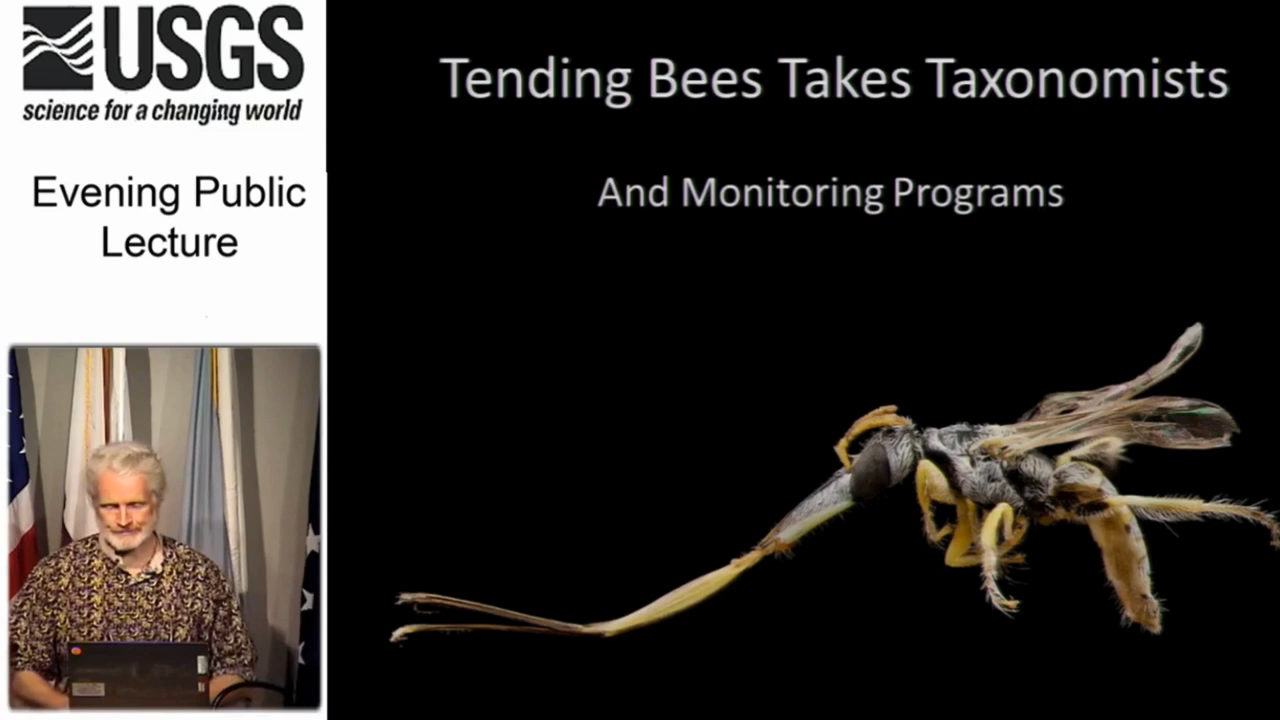 USGS
science for a changing world
Evening Public
Lecture
Tending Bees Takes Taxonomists
And Monitoring Programs